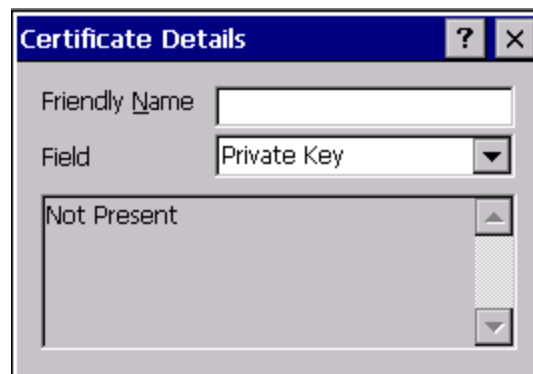 Certificate Details ? ×
Friendly Name
Field Private Key
Not Present